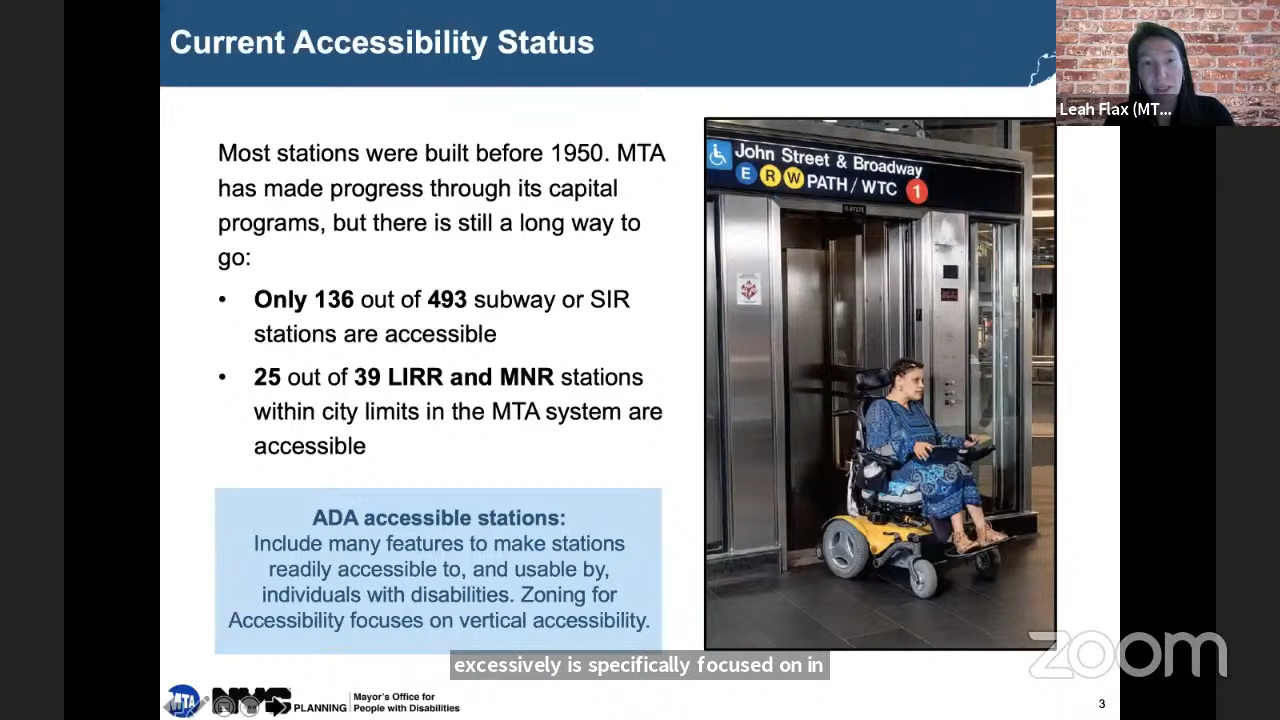 Current Accessibility Status
Leah Flax (MT...
Most stations were built before 1950. MTA
has made progress through its capital
programs, but there is still a long way to
go:
• Only 136 out of 493 subway or SIR
stations are accessible
• 25 out of 39 LIRR and MNR stations
within city limits in the MTA system are
accessible
ADA accessible stations:
Include many features to make stations
readily accessible to, and usable by,
individuals with disabilities. Zoning for
Accessibility focuses on vertical accessibility.
John Street & Broadway
E R W PATH / WTC 1
excessively is specifically focused on in
zoom
MTA
NYC
PLANNING
Mayor's Office for
People with Disabilities
3